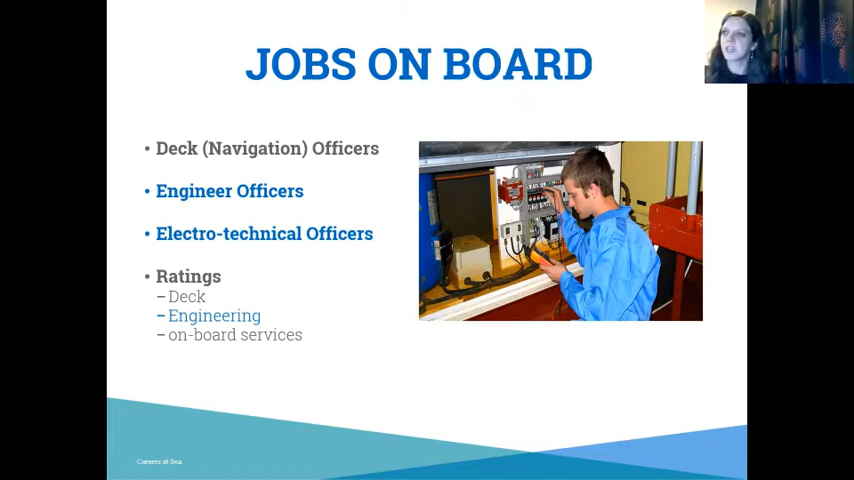 JOBS ON BOARD
• Deck (Navigation) Officers
• Engineer Officers
• Electro-technical Officers
• Ratings
– Deck
– Engineering
– on-board services
Careers at Sea